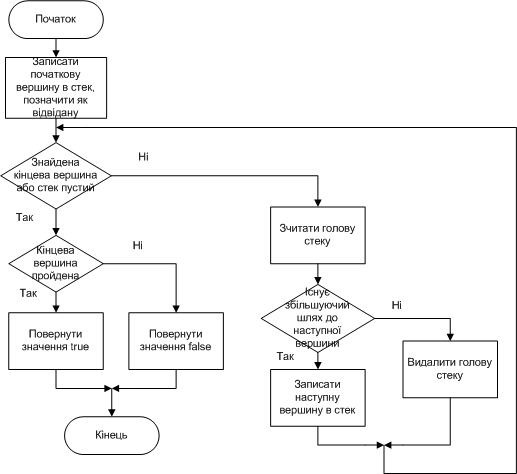 Початок
Записати
початкову
вершину в стек,
позначити як
відвідану
Ні
Знайдена
кінцева вершина
або стек пустий
Так
Зчитати голову
стеку
Кінцева
вершина
пройдена
Ні
Так
Існує
збільшуючий
шлях до
наступної
вершини
Ні
Так
Повернути
значення true
Повернути
значення false
Видалити голову
стеку
Записати
наступну
вершину в стек
Кінець